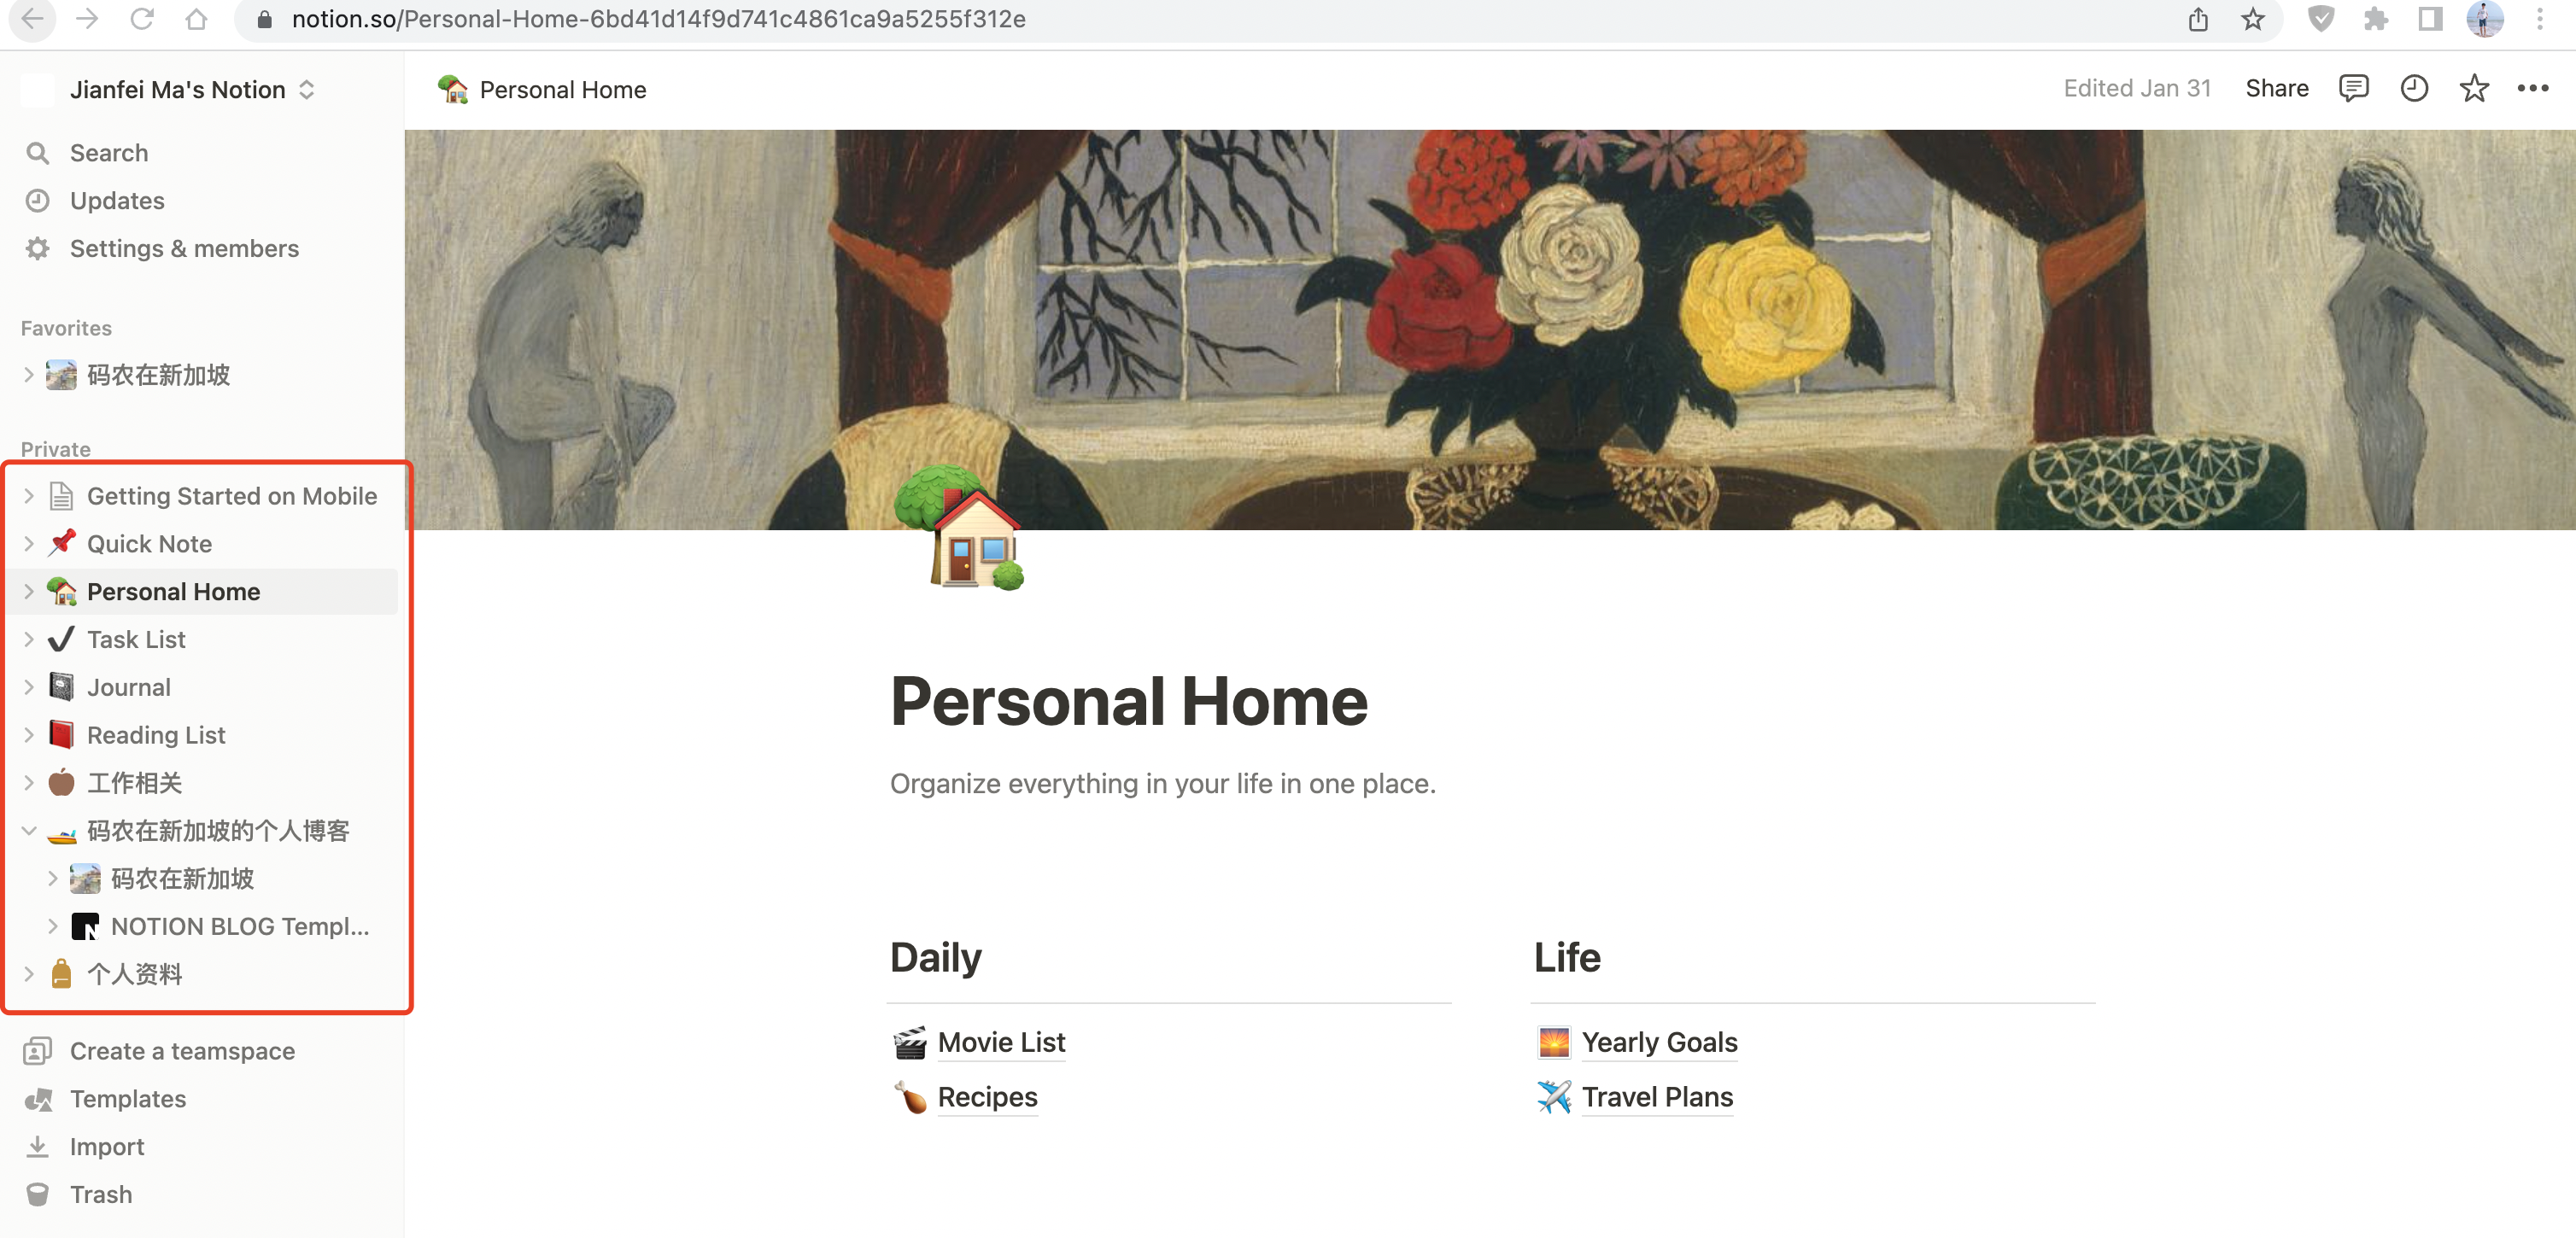 notion.so/Personal-Home-6bd41d14f9d741c4861ca9a5255f312e
Jianfei Ma's Notion
Search
Updates
Settings & members
Favorites
码农在新加坡
Private
Getting Started on Mobile
Quick Note
Personal Home
Task List
Journal
Reading List
工作相关
码农在新加坡的个人博客
码农在新加坡
NOTION BLOG Templ...
个人资料
Create a teamspace
Templates
Import
Trash
Personal Home
Edited Jan 31
Share
Personal Home
Organize everything in your life in one place.
Daily
Movie List
Recipes
Life
Yearly Goals
Travel Plans